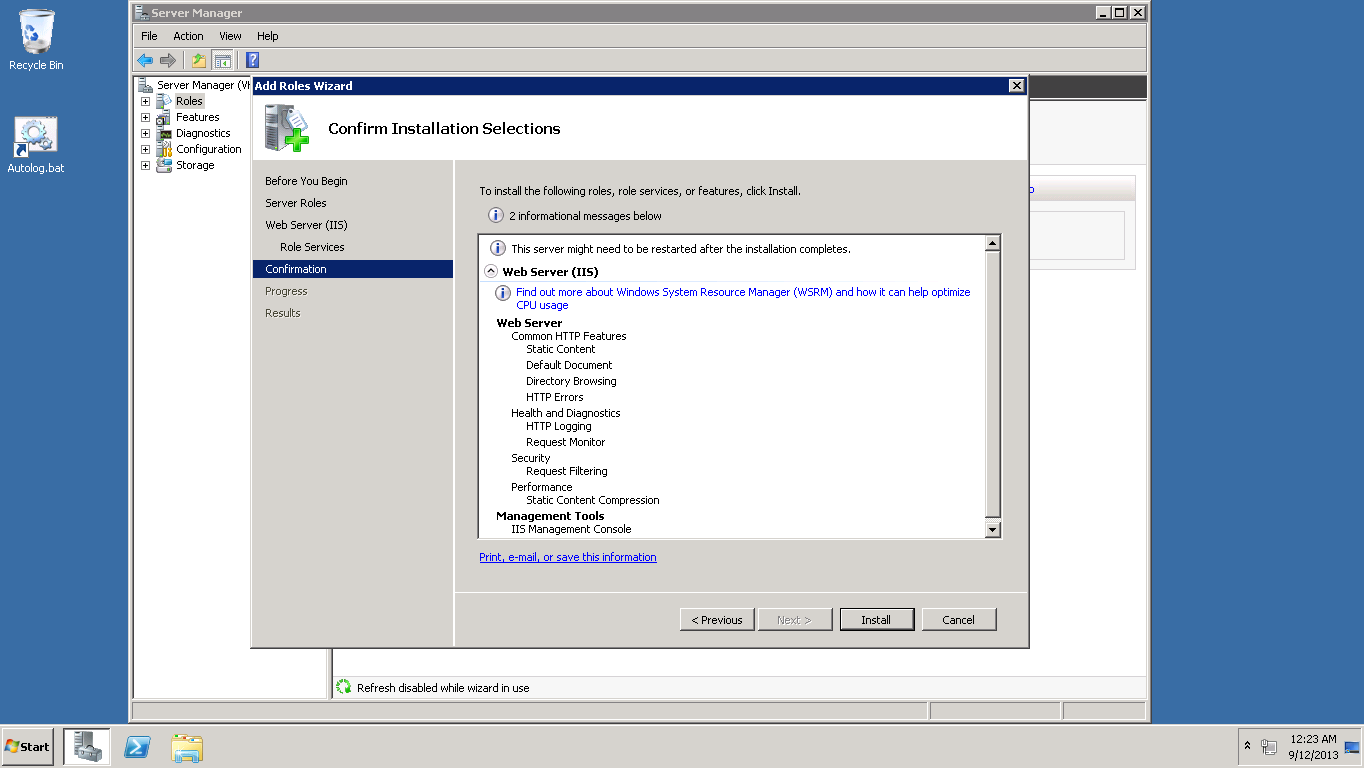 Recycle Bin
Autolog.bat
Server Manager
File Action View Help
Server Manager (
Roles
Features
Diagnostics
Configuration
Storage
Add Roles Wizard
Confirm Installation Selections
Before You Begin
Server Roles
Web Server (IIS)
Role Services
Confirmation
Progress
Results
To install the following roles, role services, or features, click Install.
2 informational messages below
This server might need to be restarted after the installation completes.
Web Server (IIS)
Find out more about Windows System Resource Manager (WSRM) and how it can help optimize
CPU usage
Web Server
Common HTTP Features
Static Content
Default Document
Directory Browsing
HTTP Errors
Health and Diagnostics
HTTP Logging
Request Monitor
Security
Request Filtering
Performance
Static Content Compression
Management Tools
IIS Management Console
Print, e-mail, or save this information
< Previous Next > Install Cancel
Refresh disabled while wizard in use
Start
12:23 AM
9/12/2013